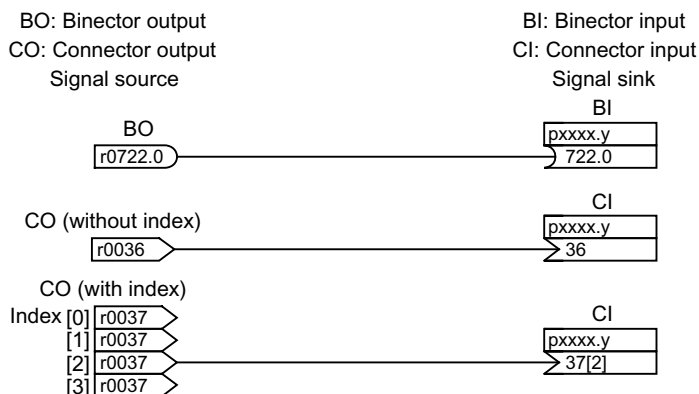 BO: Binector output
BI: Binector input
CO: Connector output
CI: Connector input
Signal source
Signal sink
BO
BI
pxxxx.y
r0722.0
722.0
CO (without index)
CI
pxxxx.y
r0036
36
CO (with index)
Index [0] r0037
CI
[1] r0037
pxxxx.y
[2] r0037
37[2]
[3] r0037